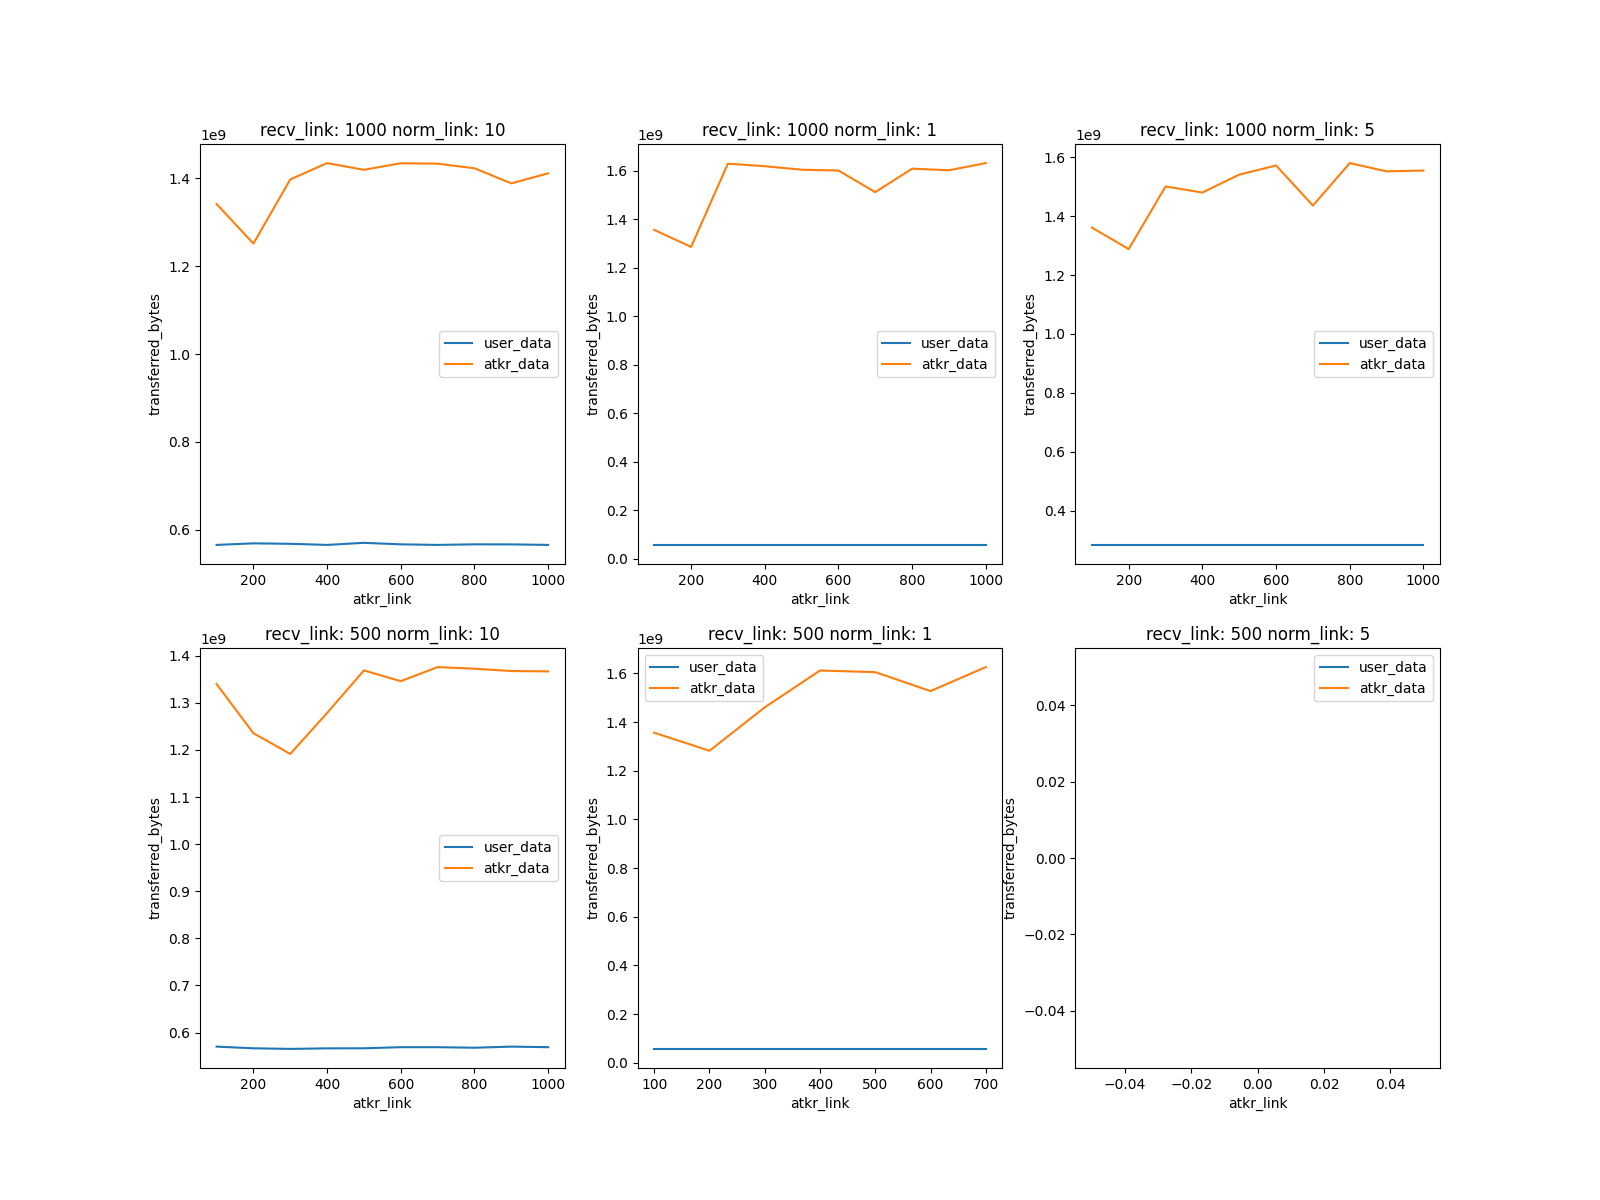 recv_link: 1000 norm_link: 10
1e9
transferred_bytes
1.4
1.2
1.0
0.8
0.6
200 400 600 800 1000
atkr_link
user_data
atkr_data
recv_link: 1000 norm_link: 1
1e9
transferred_bytes
1.6
1.4
1.2
1.0
0.8
0.6
0.4
0.2
0.0
200 400 600 800 1000
atkr_link
user_data
atkr_data
recv_link: 1000 norm_link: 5
1e9
transferred_bytes
1.6
1.4
1.2
1.0
0.8
0.6
0.4
200 400 600 800 1000
atkr_link
user_data
atkr_data
recv_link: 500 norm_link: 10
1e9
transferred_bytes
1.4
1.3
1.2
1.1
1.0
0.9
0.8
0.7
0.6
200 400 600 800 1000
atkr_link
user_data
atkr_data
recv_link: 500 norm_link: 1
1e9
transferred_bytes
1.6
1.4
1.2
1.0
0.8
0.6
0.4
0.2
0.0
100 200 300 400 500 600 700
atkr_link
user_data
atkr_data
recv_link: 500 norm_link: 5
transferred_bytes
0.04
0.02
0.00
−0.02
−0.04
−0.04 −0.02 0.00 0.02 0.04
atkr_link
user_data
atkr_data